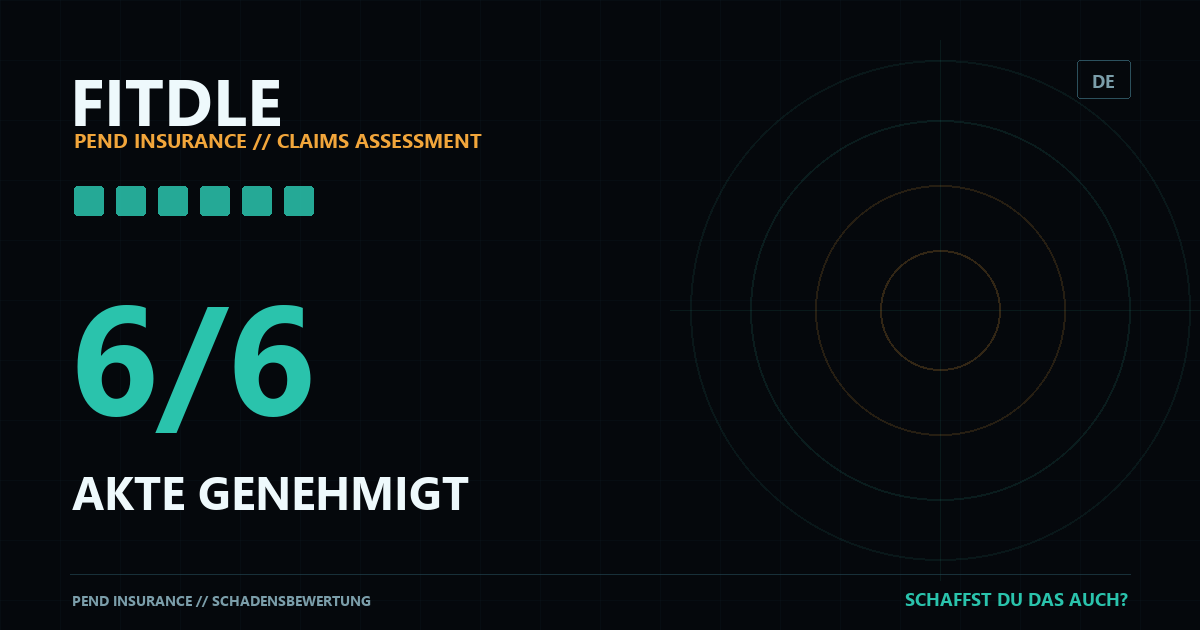 FITDLE
DE
PEND INSURANCE // CLAIMS ASSESSMENT
6/6
AKTE GENEHMIGT
PEND INSURANCE // SCHADENSBEWERTUNG
SCHAFFST DU DAS AUCH?